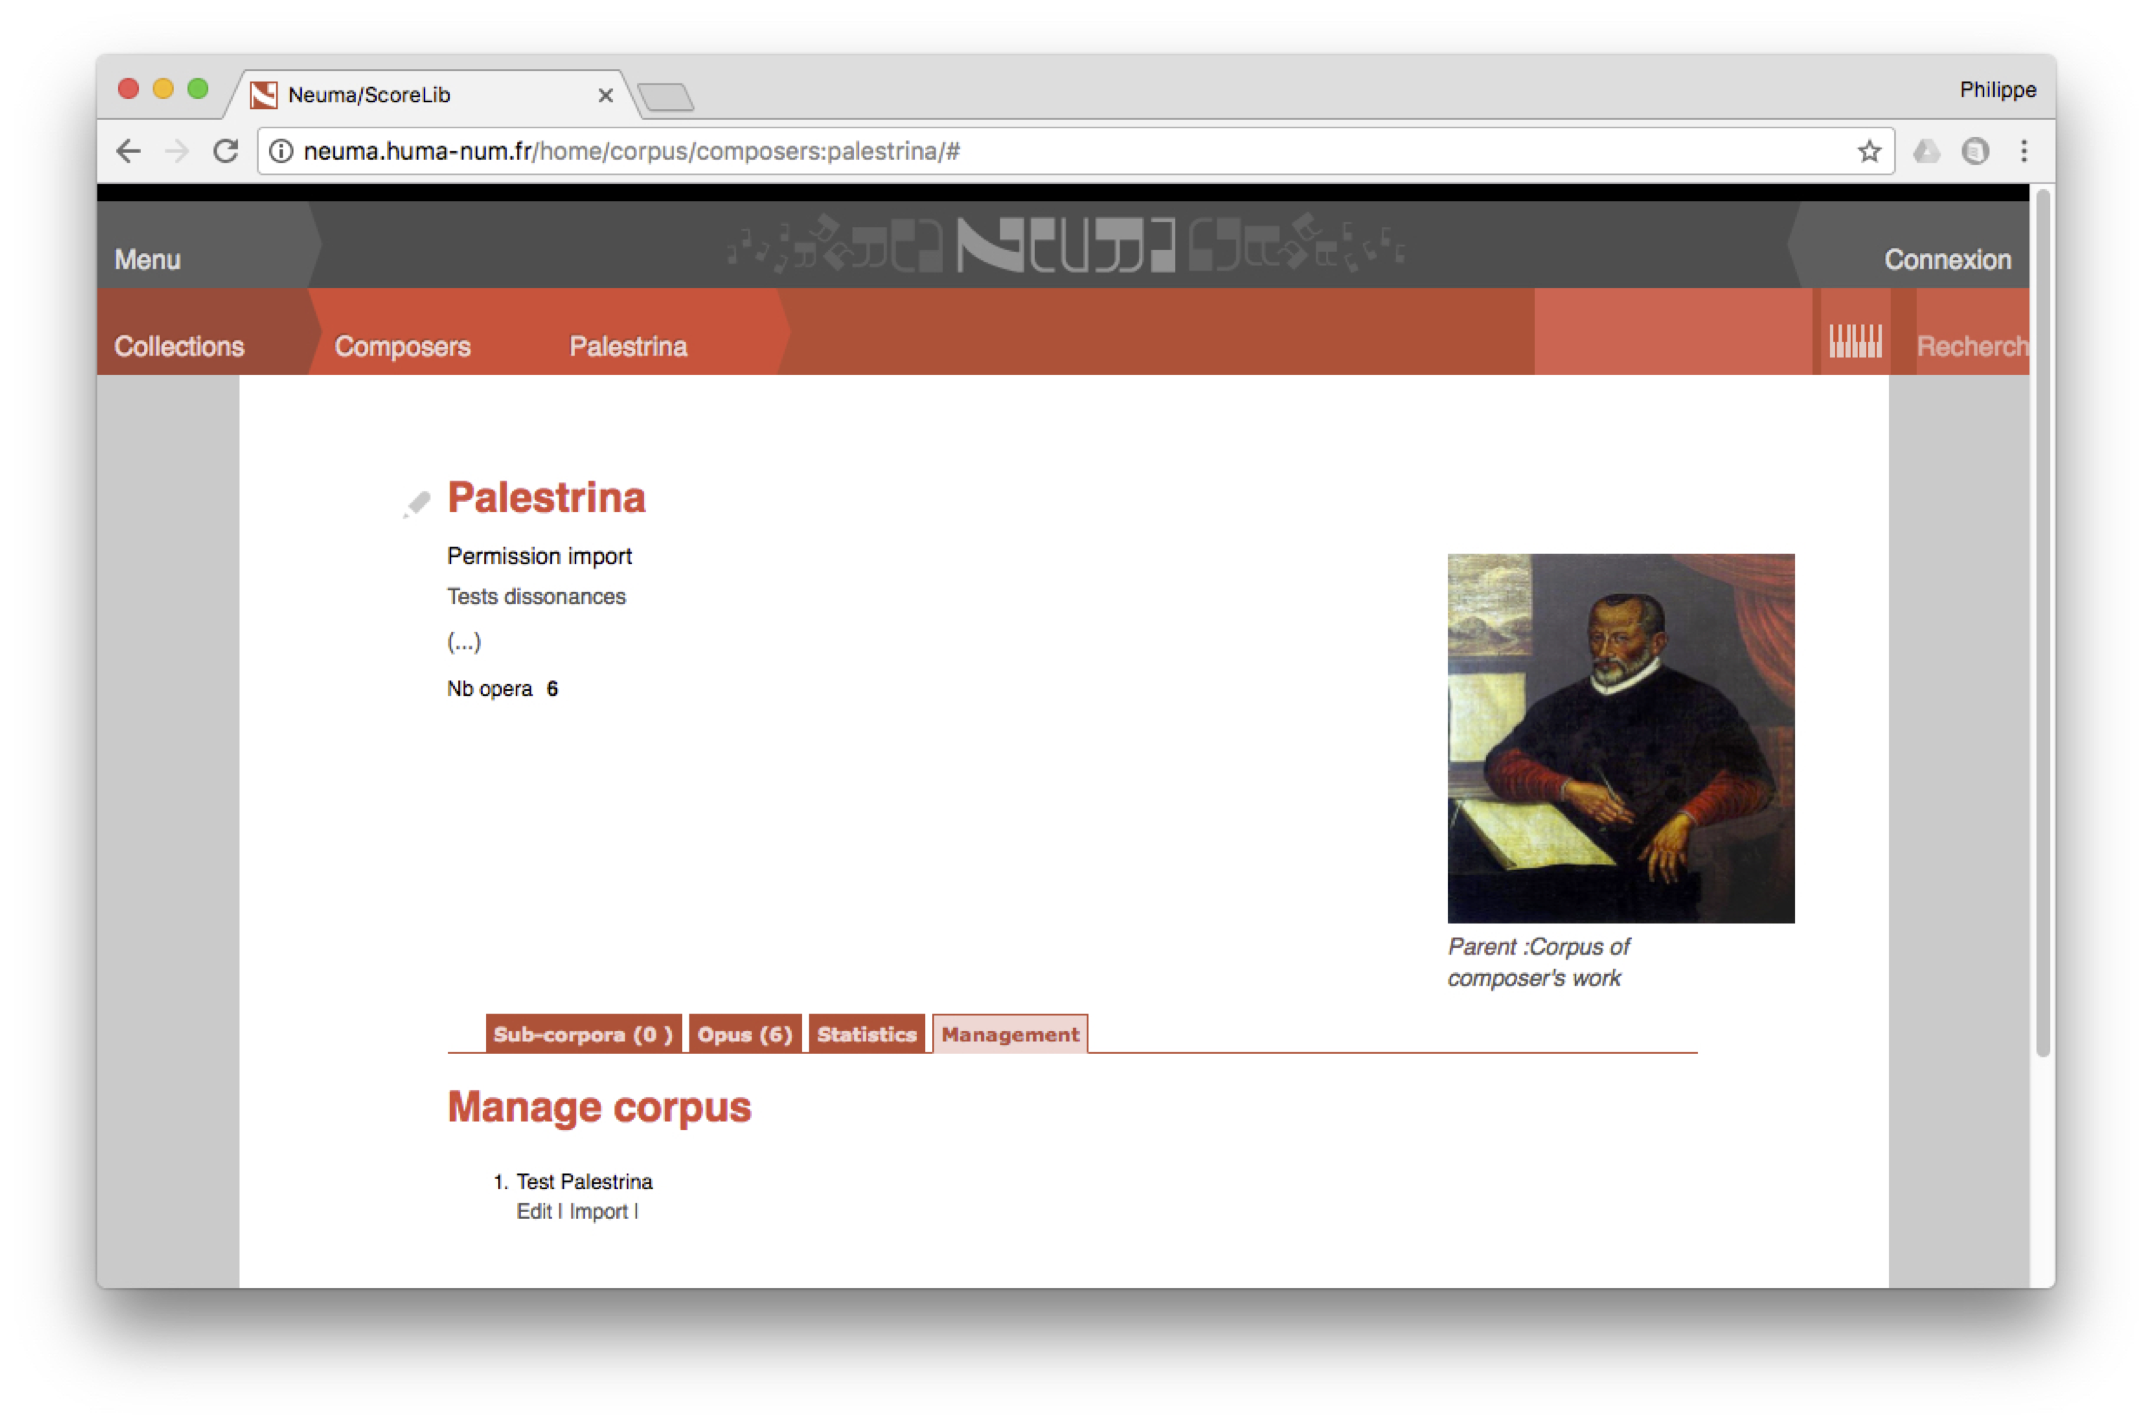 Neuma/ScoreLib
Philippe
neuma.huma-num.fr/home/corpus/composers:palestrina/#
Menu
Neuma
Connexion
Collections
Composers
Palestrina
Recherch
Palestrina
Permission import
Tests dissonances
(...)
Nb opera 6
Parent :Corpus of
composer's work
Sub-corpora (0 )
Opus (6)
Statistics
Management
Manage corpus
1. Test Palestrina
Edit | Import |